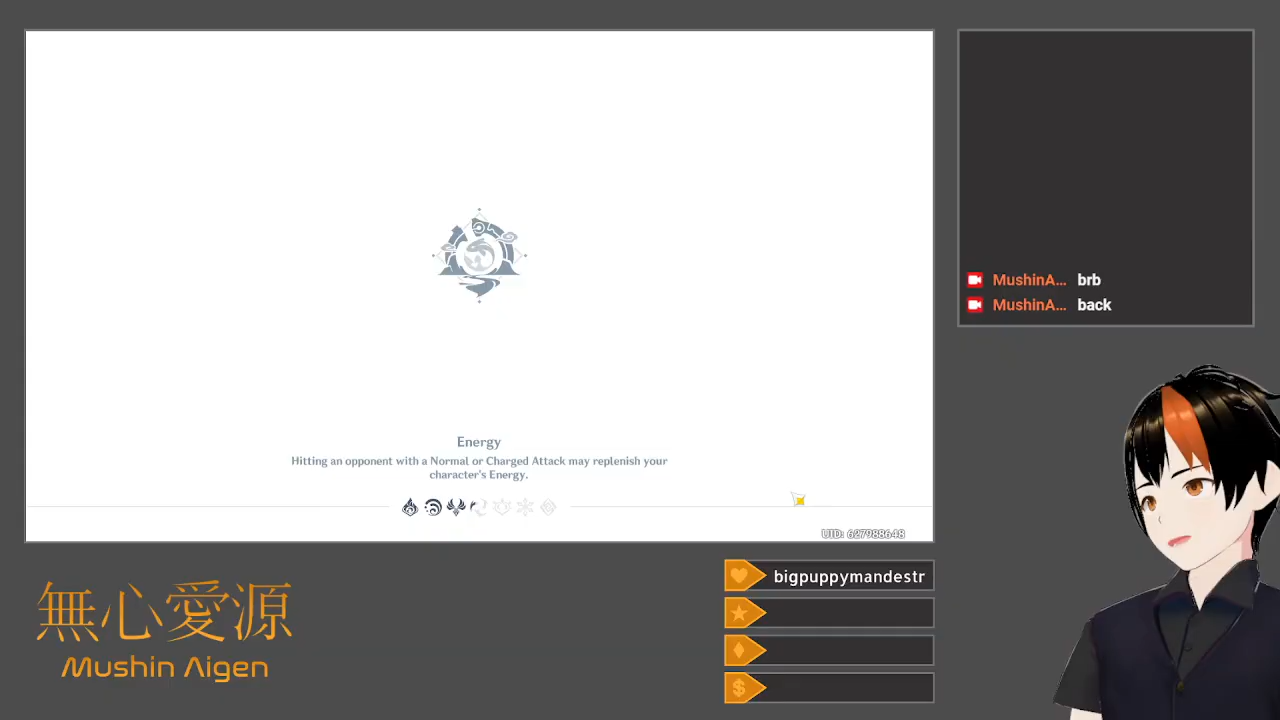 MushinA... brb
MushinA... back
Energy
Hitting an opponent with a Normal or Charged Attack may replenish your
character's Energy.
UID: 627988648
無心愛源
Mushin Aigen
bigpuppymandestr